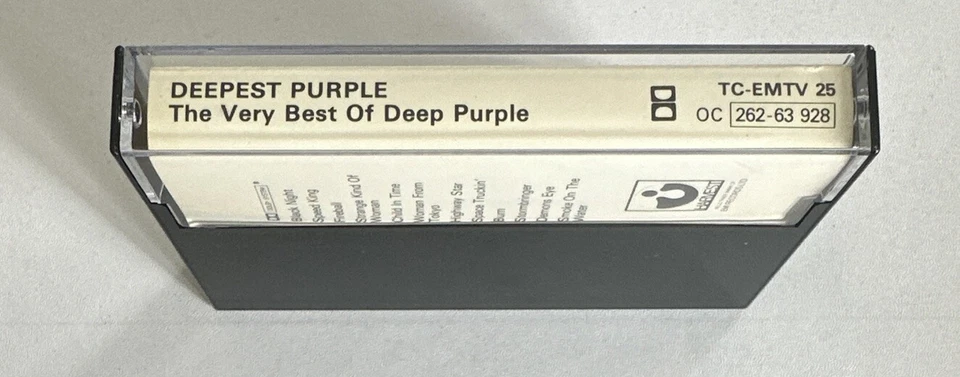 DEEPEST PURPLE
The Very Best Of Deep Purple
TC-EMTV 25
OC 262-63 928
Black Night
Speed King
Fireball
Strange Kind Of
Woman
Child In Time
Woman From
Tokyo
Highway Star
Space Truckin'
Burn
Stormbringer
Demons Eye
Smoke On The
Water
HARVEST